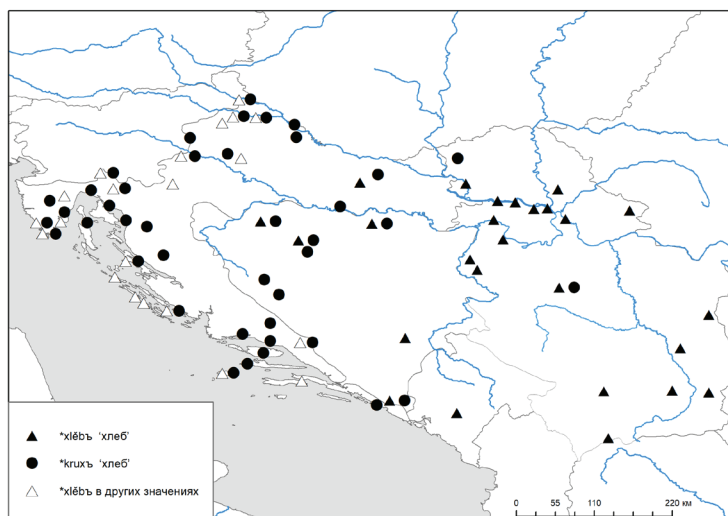 *xlěbъ 'хлеб'
*kruxъ 'хлеб'
*xlěbъ в других значениях
0 55 110 220 км